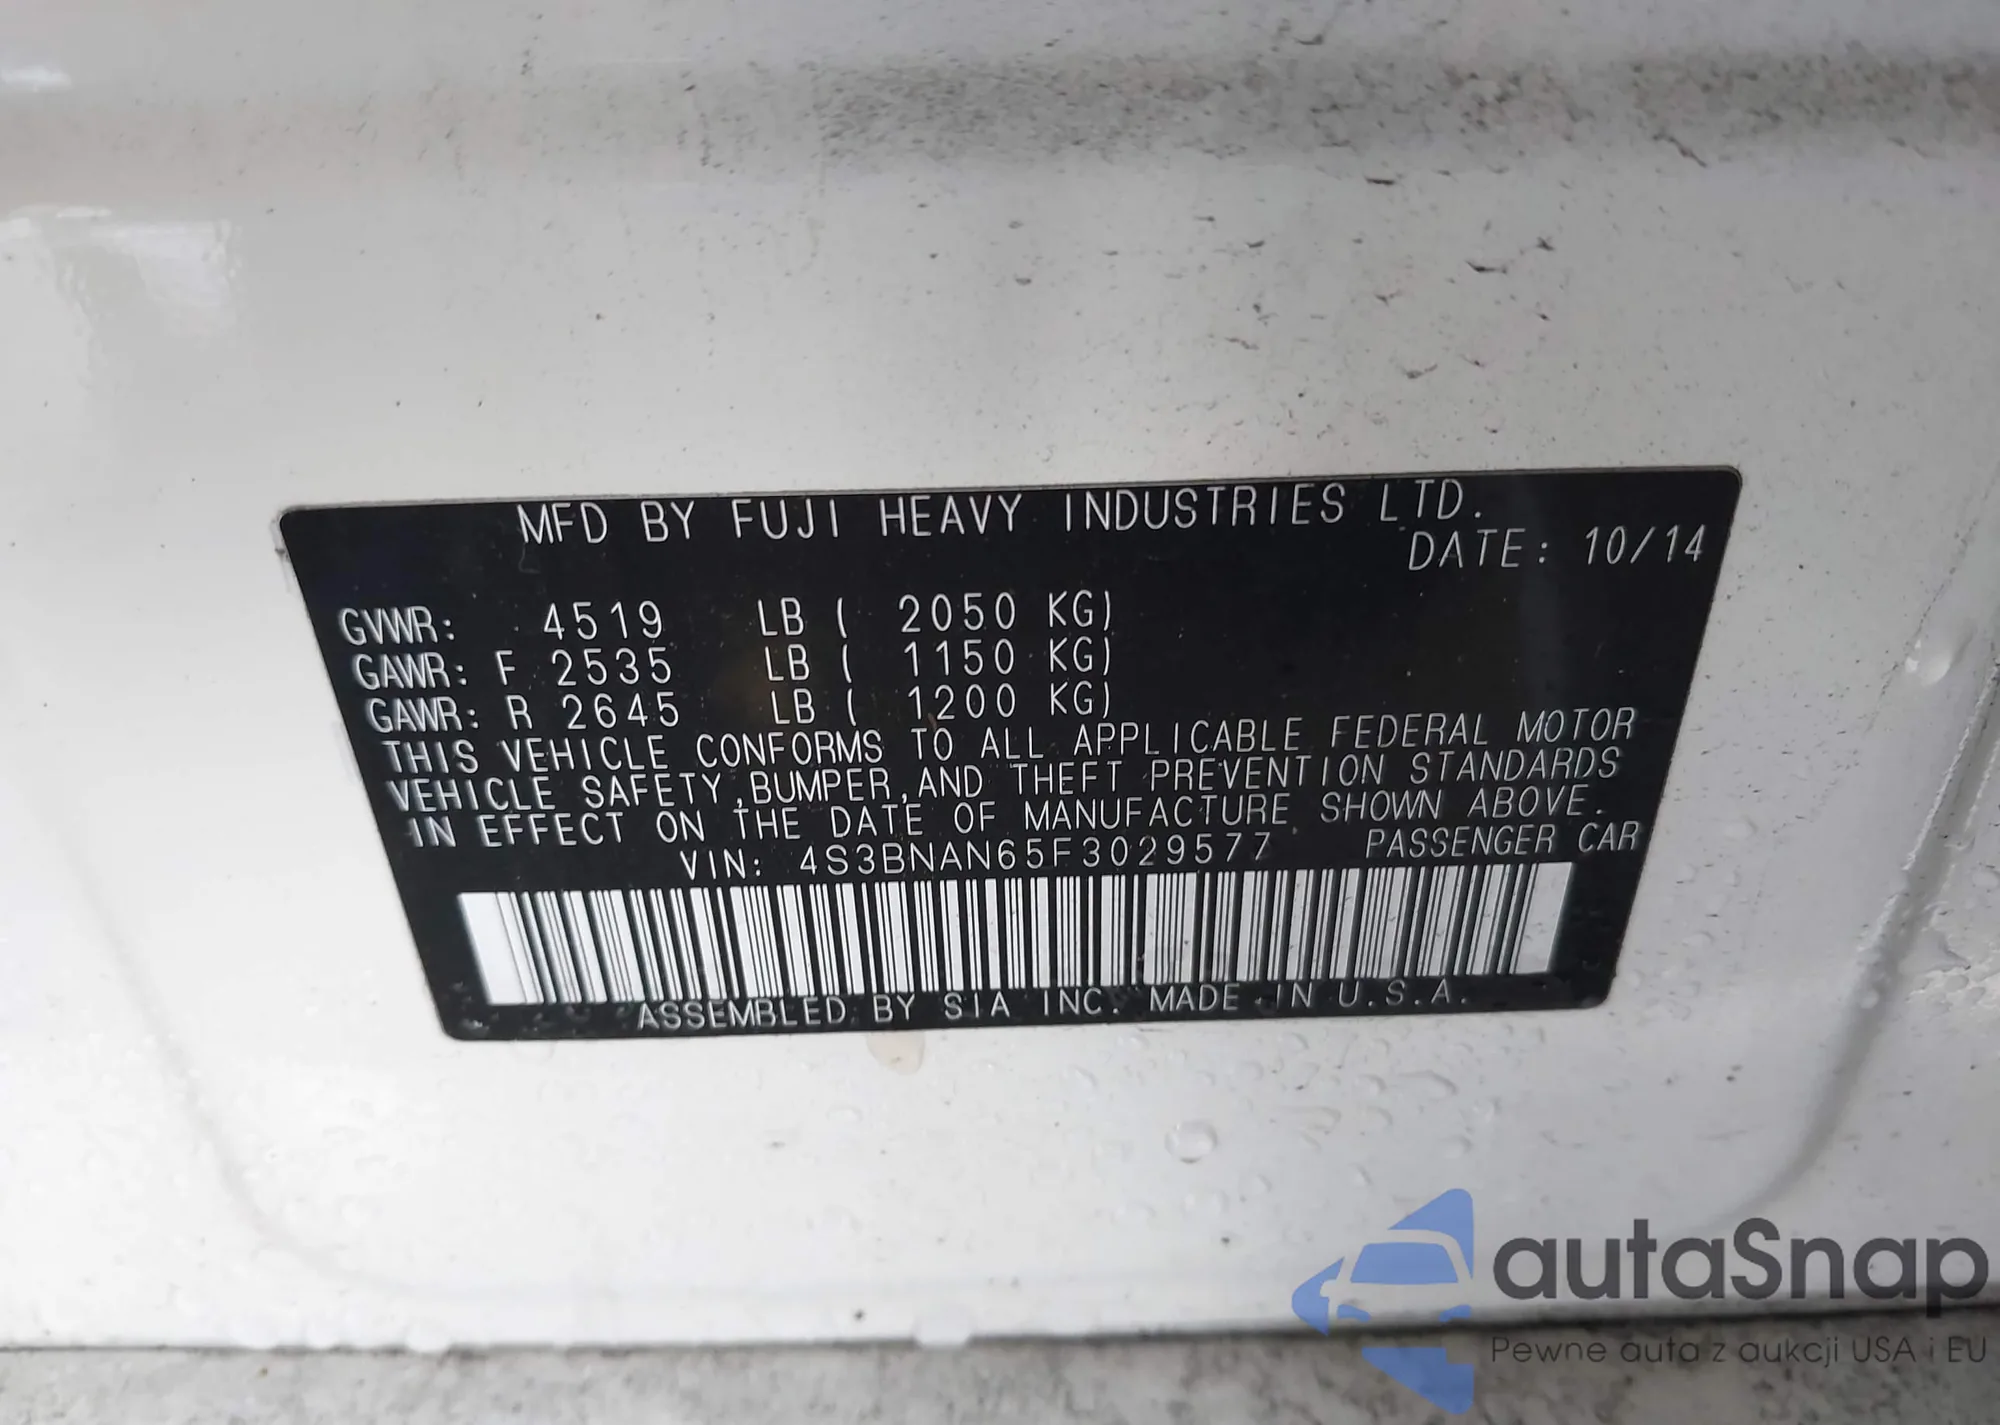 MFD BY FUJI HEAVY INDUSTRIES LTD.
DATE: 10/14
GVWR: 4519 LB ( 2050 KG)
GAWR: F 2535 LB ( 1150 KG)
GAWR: R 2645 LB ( 1200 KG)
THIS VEHICLE CONFORMS TO ALL APPLICABLE FEDERAL MOTOR
VEHICLE SAFETY,BUMPER,AND THEFT PREVENTION STANDARDS
IN EFFECT ON THE DATE OF MANUFACTURE SHOWN ABOVE.
VIN: 4S3BNAN65F3029577 PASSENGER CAR
ASSEMBLED BY SIA INC. MADE IN U.S.A.
autaSnap
Pewne auta z aukcji USA i EU